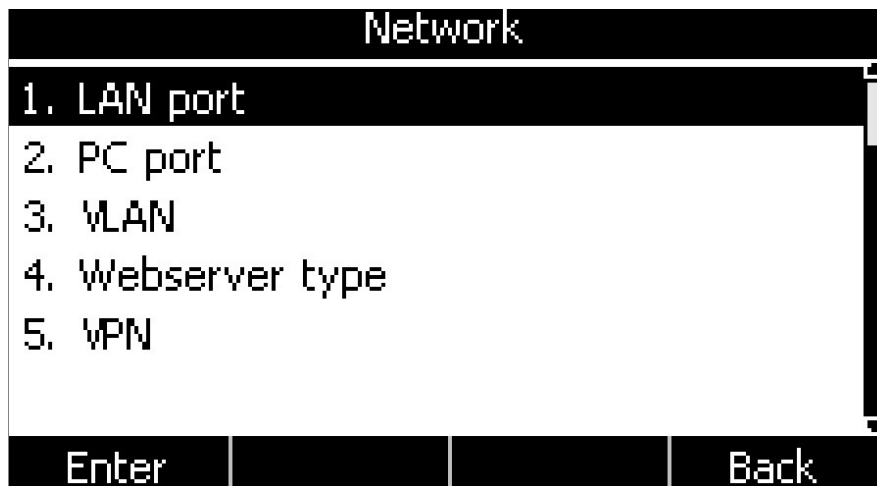 Network
1. LAN port
2. PC port
3. VLAN
4. Webserver type
5. VPN
Enter Back